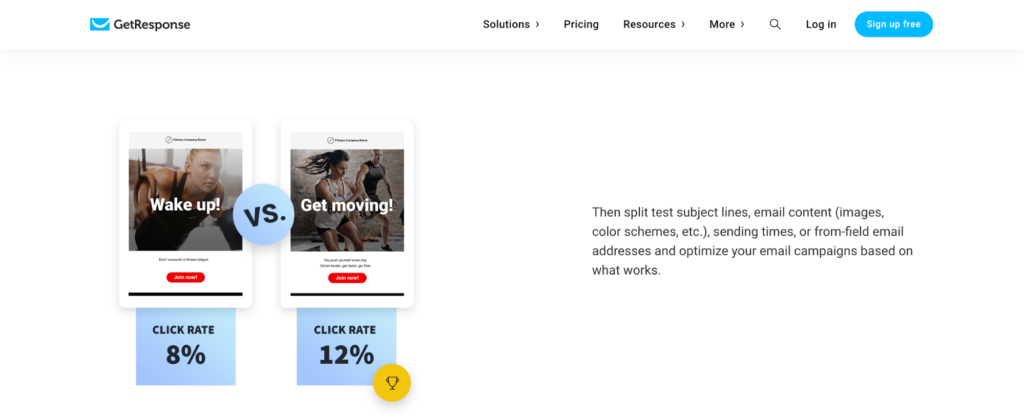 GetResponse
Solutions
Pricing
Resources
More
Log in
Sign up free
Fitness Company Name
Wake up!
Don't succumb to fitness fatigue!
Join now!
VS.
Fitness Company Name
Get moving!
You push yourself every day.
Train harder, get better, get fitter.
Join now!
CLICK RATE
8%
CLICK RATE
12%
Then split test subject lines, email content (images,
color schemes, etc.), sending times, or from-field email
addresses and optimize your email campaigns based on
what works.